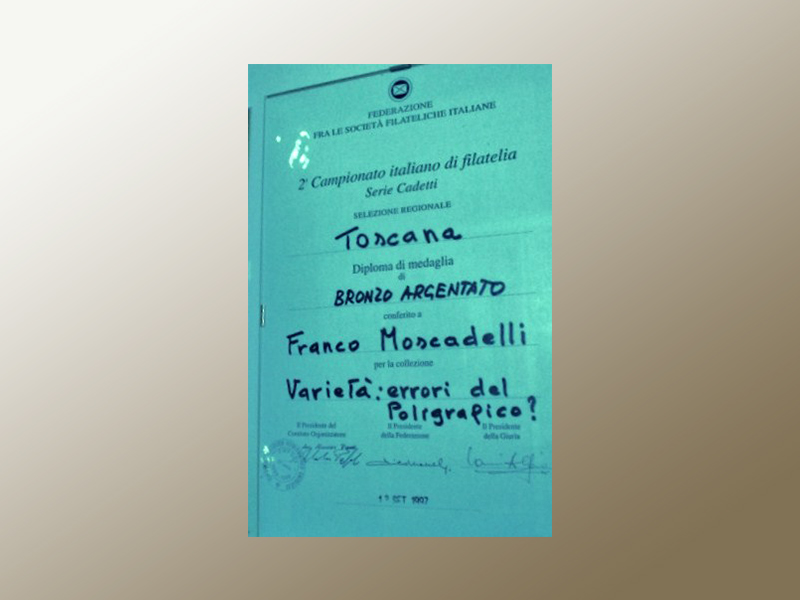 FEDERAZIONE
FRA LE SOCIETÀ FILATELICHE ITALIANE
2° Campionato italiano di filatelia
Serie Cadetti
SELEZIONE REGIONALE
Toscana
Diploma di medaglia
di
BRONZO ARGENTATO
conferito a
Franco Moscadelli
per la collezione
Varietà: errori del
Poligrafico?
Il Presidente del Il Presidente Il Presidente
Comitato Organizzatore della Federazione della Giuria
OTT 1997